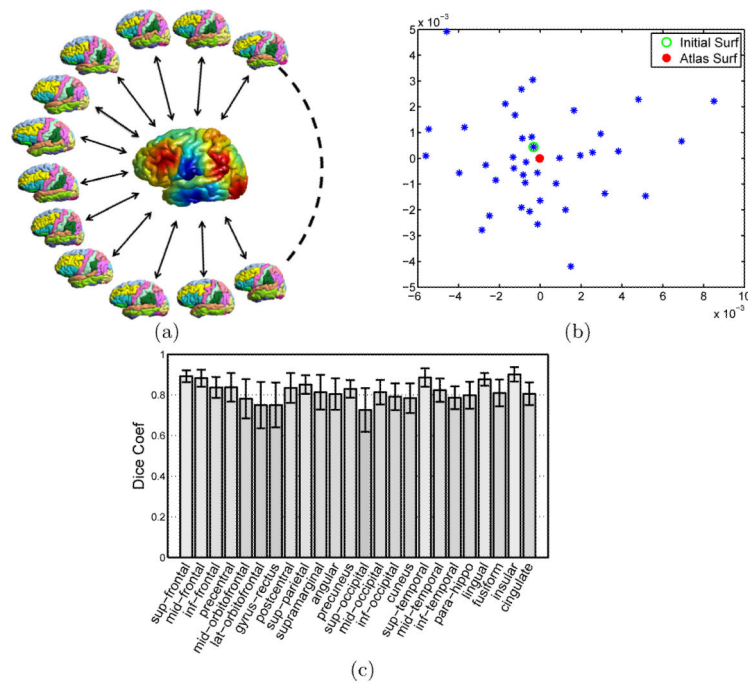 (a)
5 x 10⁻³
Initial Surf
Atlas Surf
4
3
2
1
0
−1
−2
−3
−4
−5
−6 −4 −2 0 2 4 6 8 10
x 10⁻³
(b)
Dice Coef
1
0.8
0.6
0.4
0.2
0
sup−frontal
mid−frontal
inf−frontal
precentral
mid−orbitofrontal
lat−orbitofrontal
gyrus−rectus
postcentral
sup−parietal
supramarginal
angular
precuneus
sup−occipital
mid−occipital
inf−occipital
cuneus
sup−temporal
mid−temporal
inf−temporal
para−hippo
lingual
fusiform
insular
cingulate
(c)